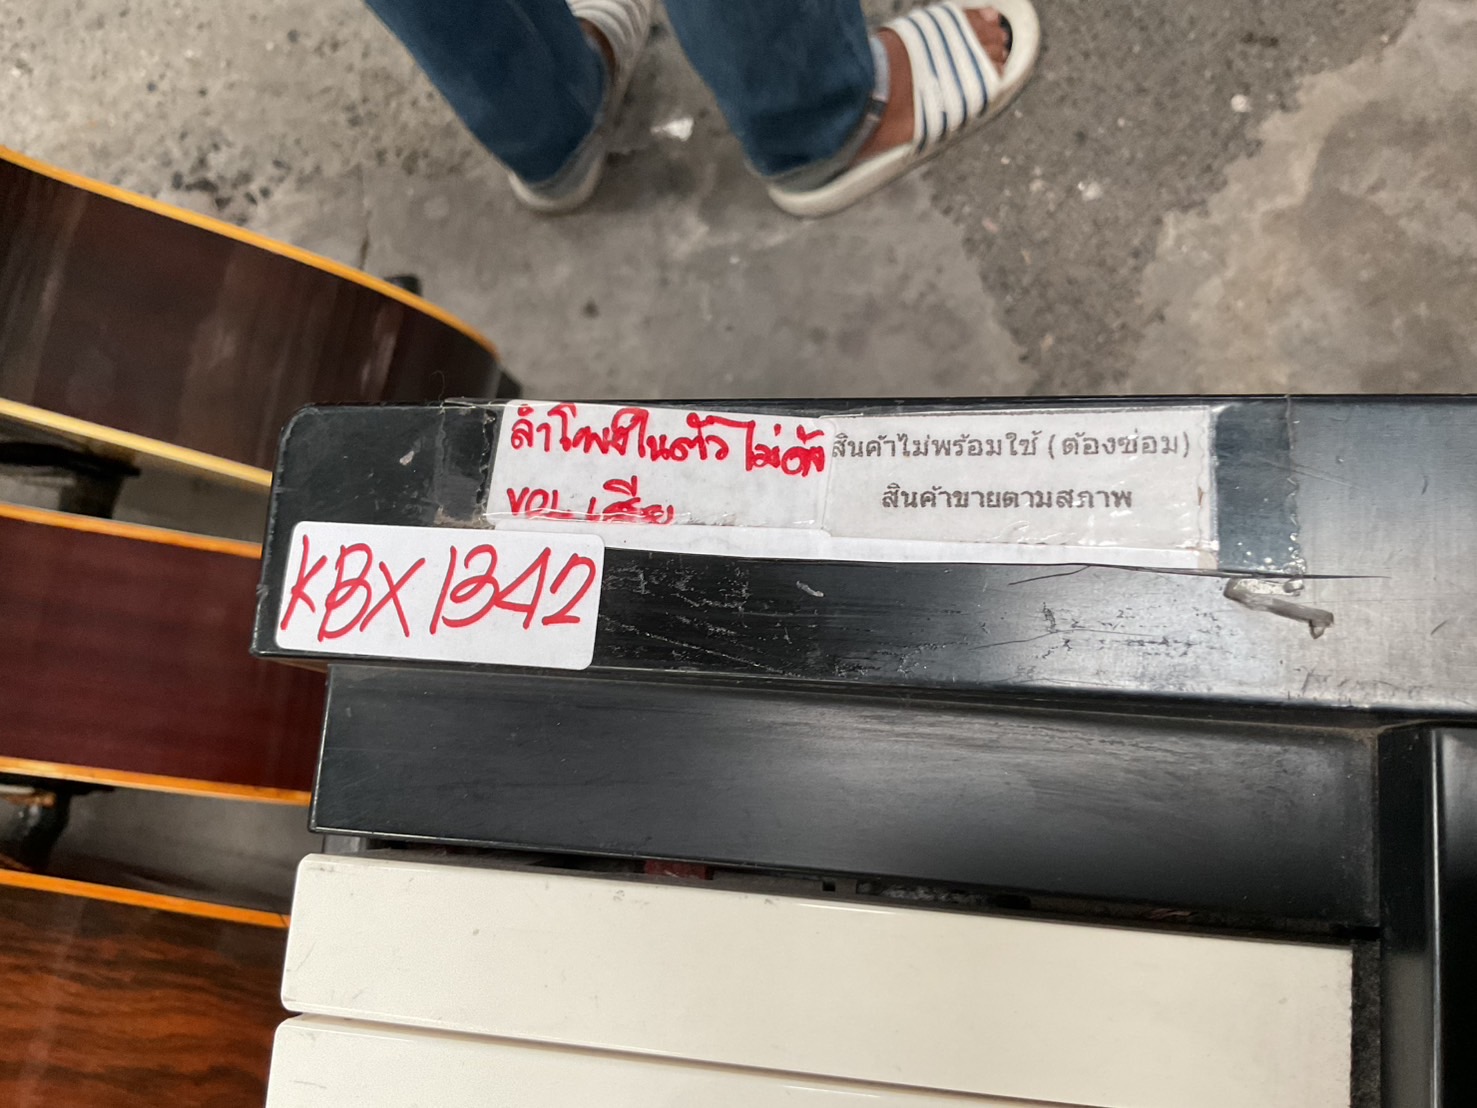 ลำโพงในตัว ไม่ดัง
VOL เสีย
สินค้าไม่พร้อมใช้ (ต้องซ่อม)
สินค้าขายตามสภาพ
KBX 1342